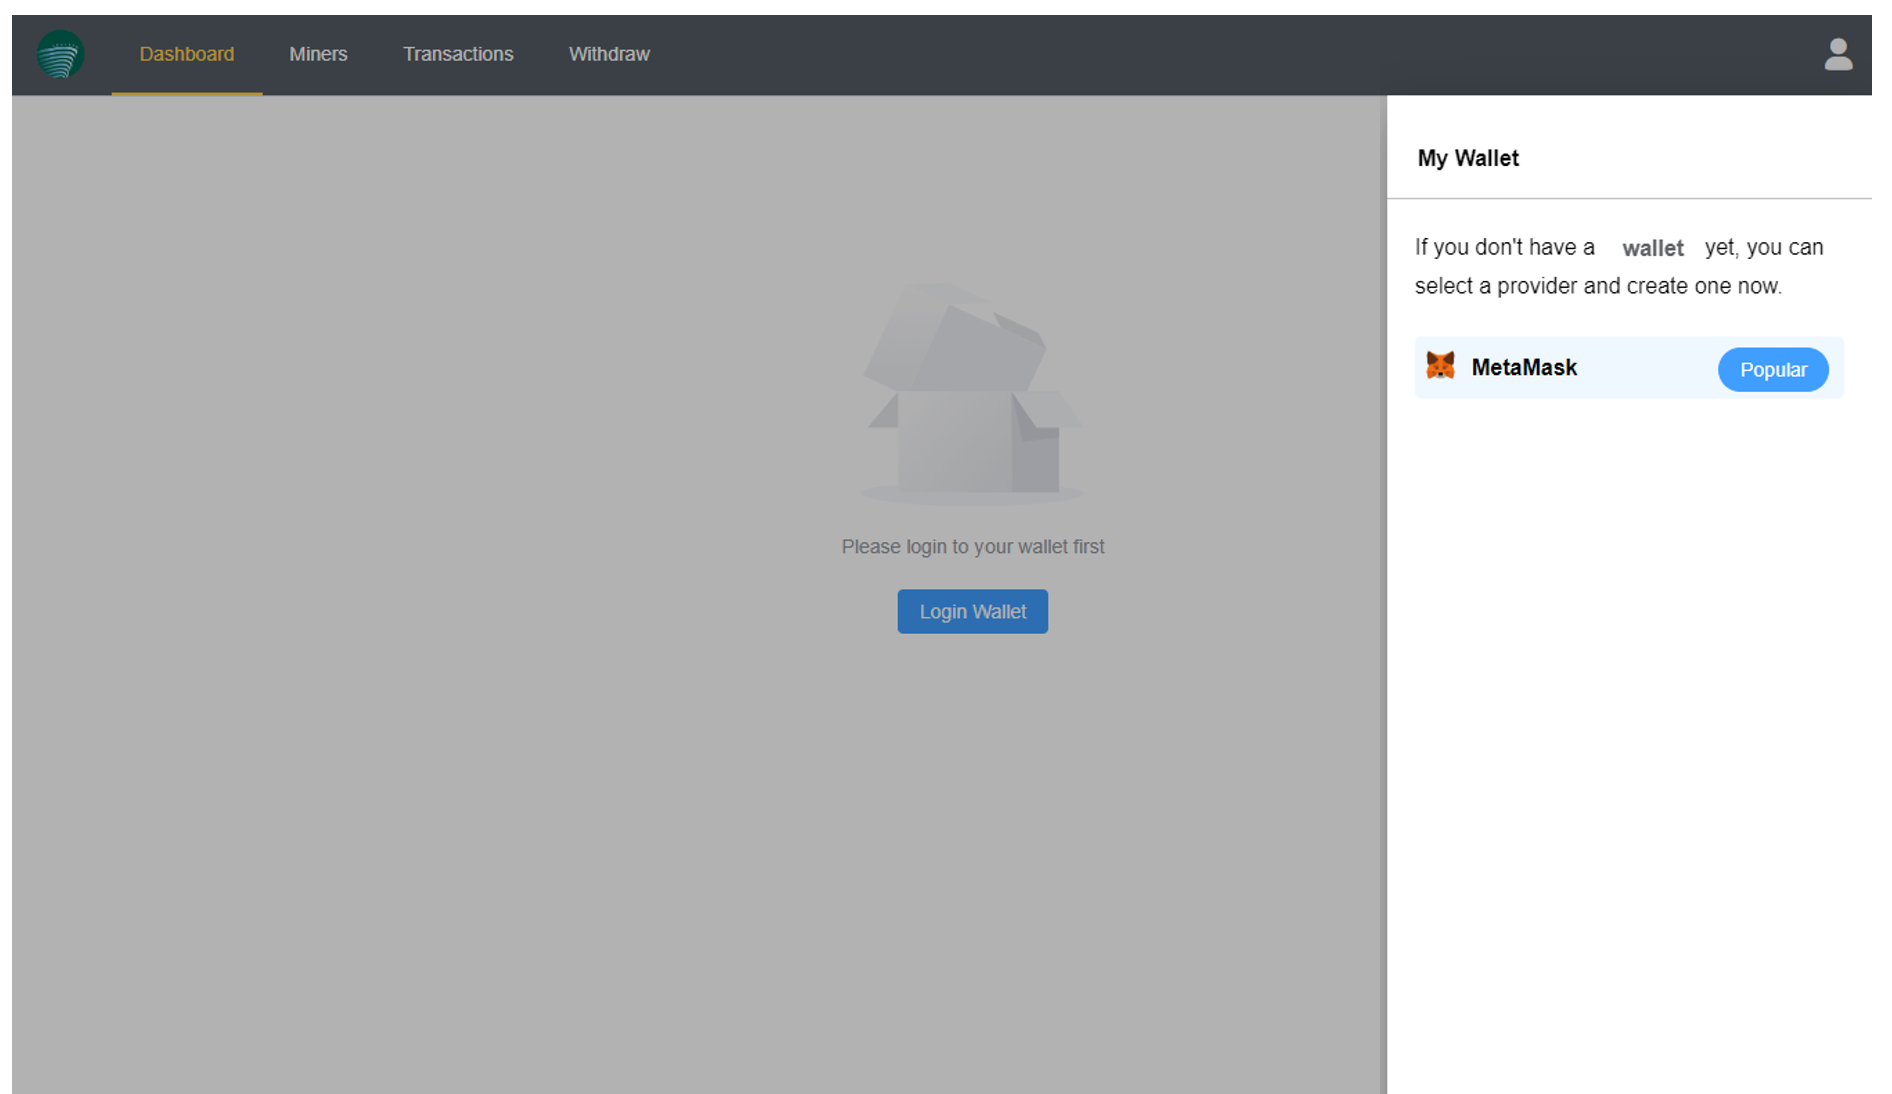 Dashboard Miners Transactions Withdraw
My Wallet
If you don't have a wallet yet, you can
select a provider and create one now.
MetaMask Popular
Please login to your wallet first
Login Wallet